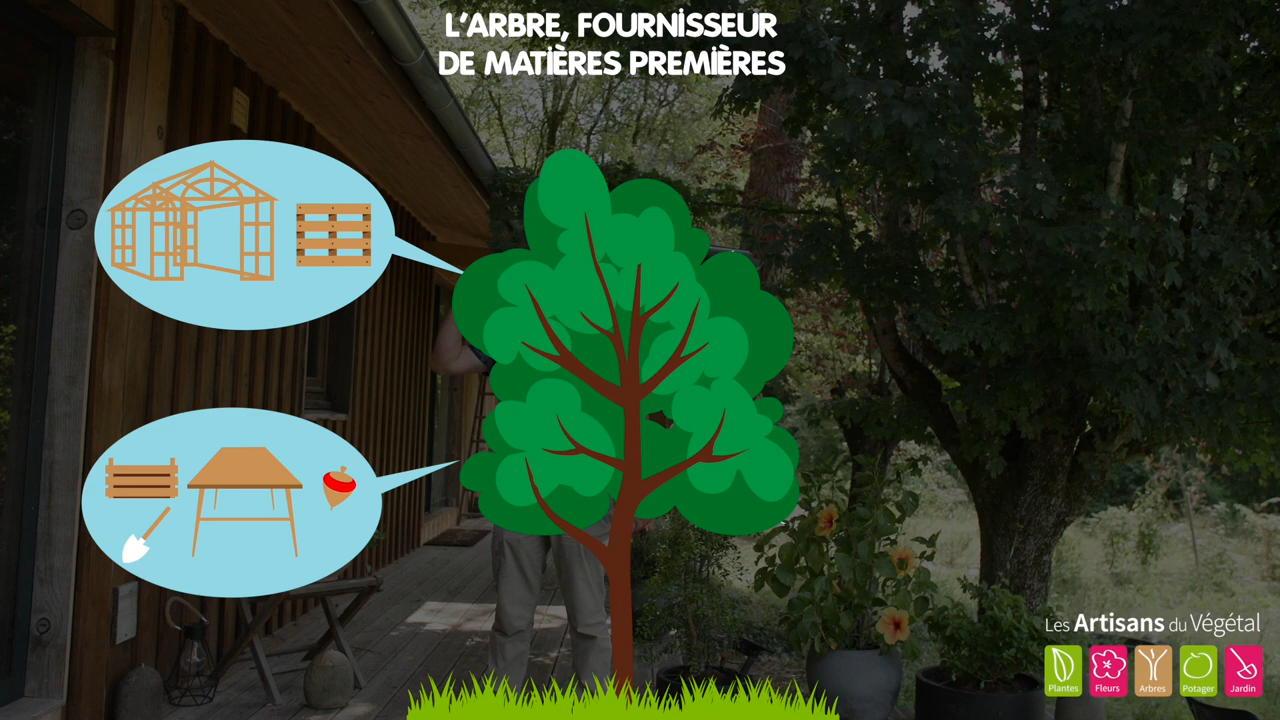 L'ARBRE, FOURNISSEUR
DE MATIÈRES PREMIÈRES
Les Artisans du Végétal
Plantes Fleurs Arbres Potager Jardin